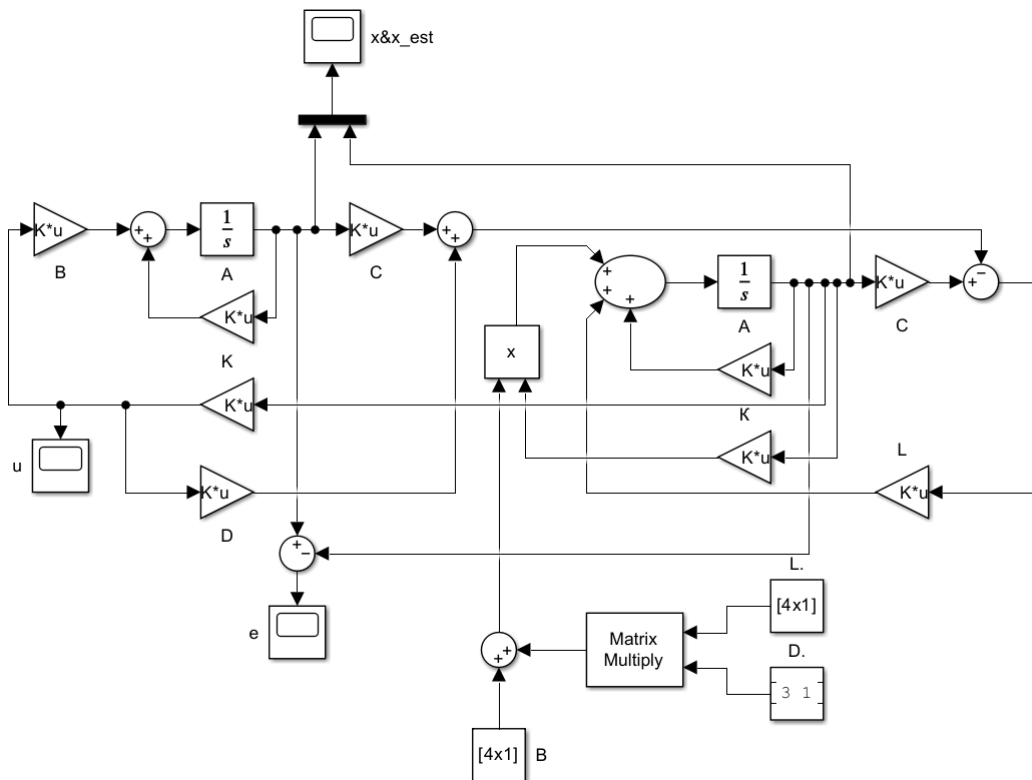 x&x_est
K*u
B
+
+
1
s
A
K*u
C
+
+
K*u
K
K*u
u
K*u
D
+
−
e
x
+
+
+
1
s
A
K*u
C
+
−
K*u
K
K*u
L
K*u
L.
[4x1]
D.
3 1
Matrix
Multiply
+
+
[4x1]
B